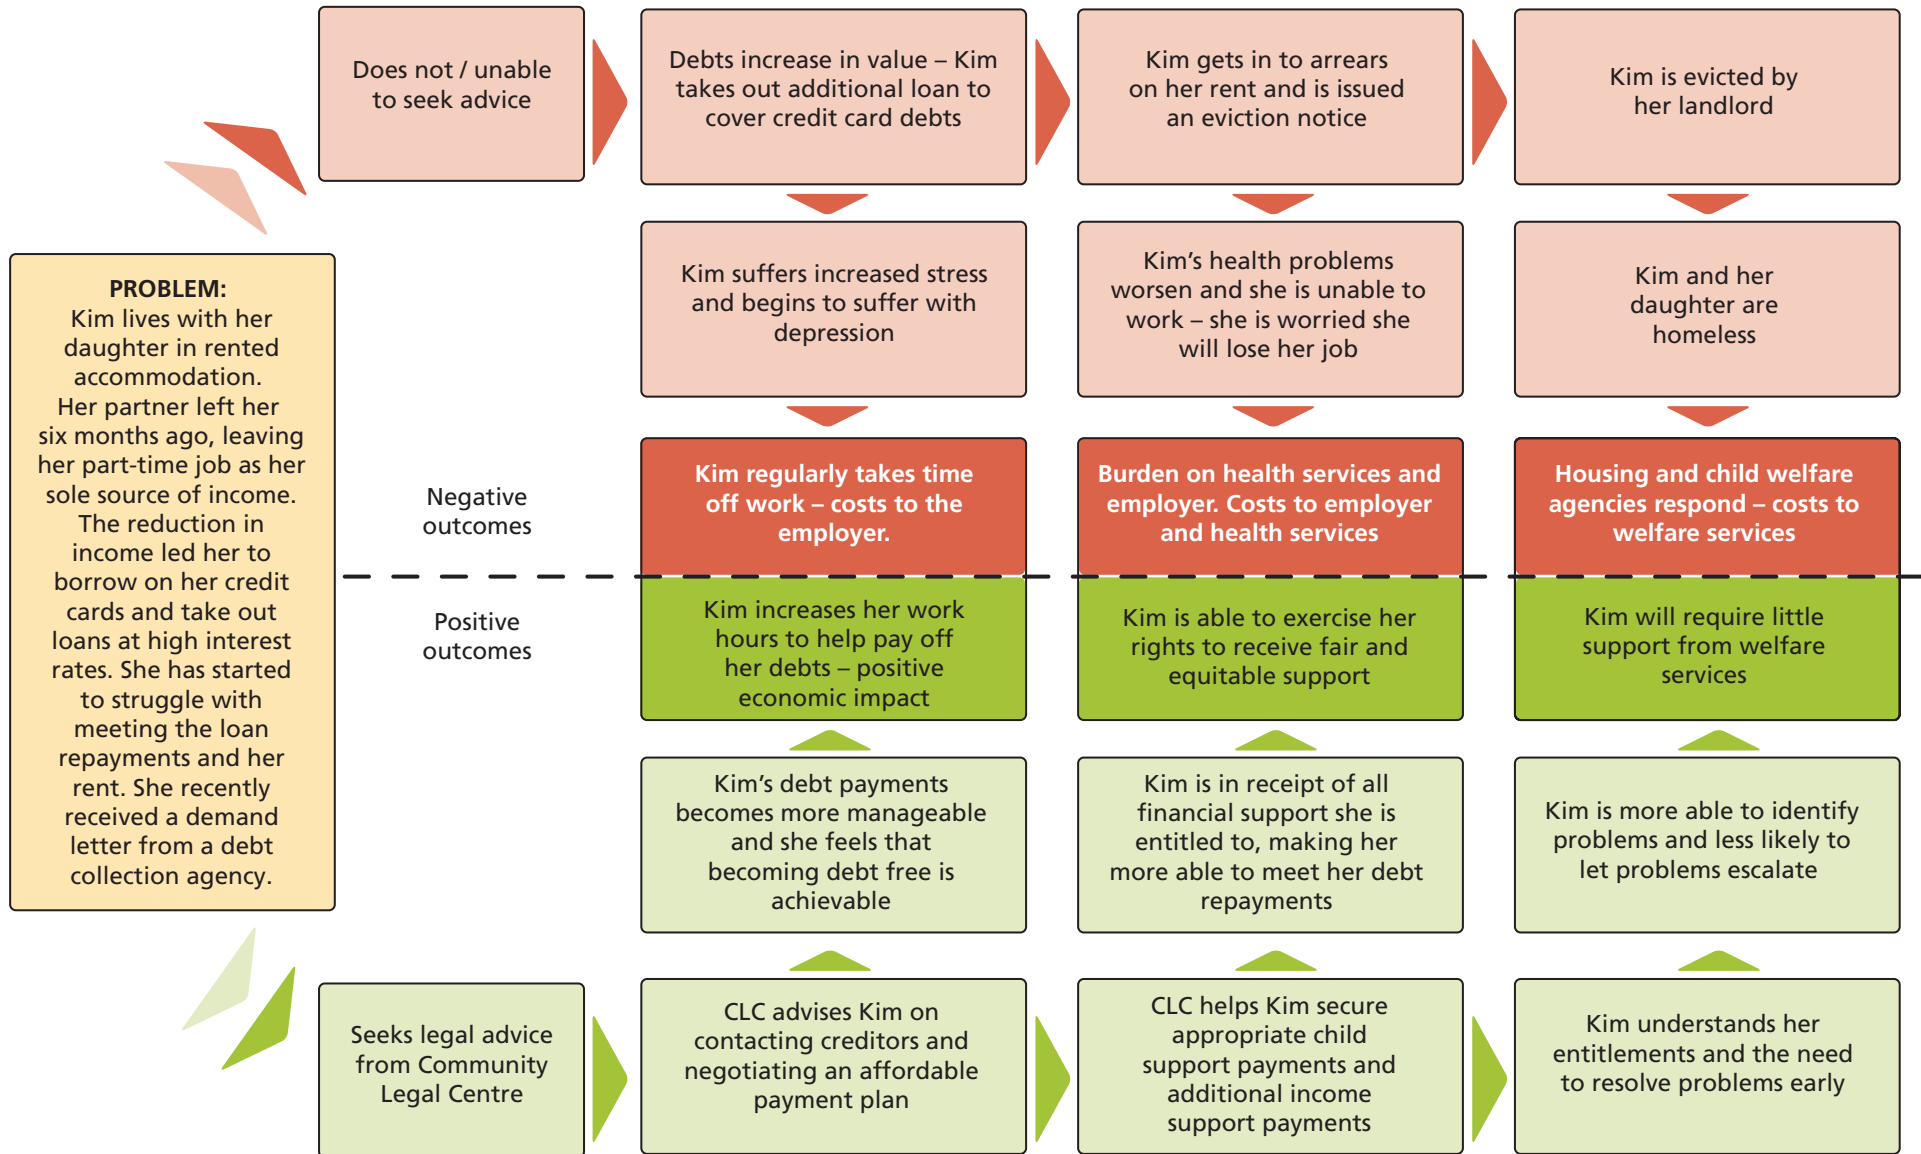 Does not / unable
to seek advice
Debts increase in value – Kim
takes out additional loan to
cover credit card debts
Kim gets in to arrears
on her rent and is issued
an eviction notice
Kim is evicted by
her landlord
Kim suffers increased stress
and begins to suffer with
depression
Kim's health problems
worsen and she is unable to
work – she is worried she
will lose her job
Kim and her
daughter are
homeless
PROBLEM:
Kim lives with her
daughter in rented
accommodation.
Her partner left her
six months ago, leaving
her part-time job as her
sole source of income.
The reduction in
income led her to
borrow on her credit
cards and take out
loans at high interest
rates. She has started
to struggle with
meeting the loan
repayments and her
rent. She recently
received a demand
letter from a debt
collection agency.
Negative
outcomes
Kim regularly takes time
off work – costs to the
employer.
Burden on health services and
employer. Costs to employer
and health services
Housing and child welfare
agencies respond – costs to
welfare services
Positive
outcomes
Kim increases her work
hours to help pay off
her debts – positive
economic impact
Kim is able to exercise her
rights to receive fair and
equitable support
Kim will require little
support from welfare
services
Kim's debt payments
becomes more manageable
and she feels that
becoming debt free is
achievable
Kim is in receipt of all
financial support she is
entitled to, making her
more able to meet her debt
repayments
Kim is more able to identify
problems and less likely to
let problems escalate
Seeks legal advice
from Community
Legal Centre
CLC advises Kim on
contacting creditors and
negotiating an affordable
payment plan
CLC helps Kim secure
appropriate child
support payments and
additional income
support payments
Kim understands her
entitlements and the need
to resolve problems early